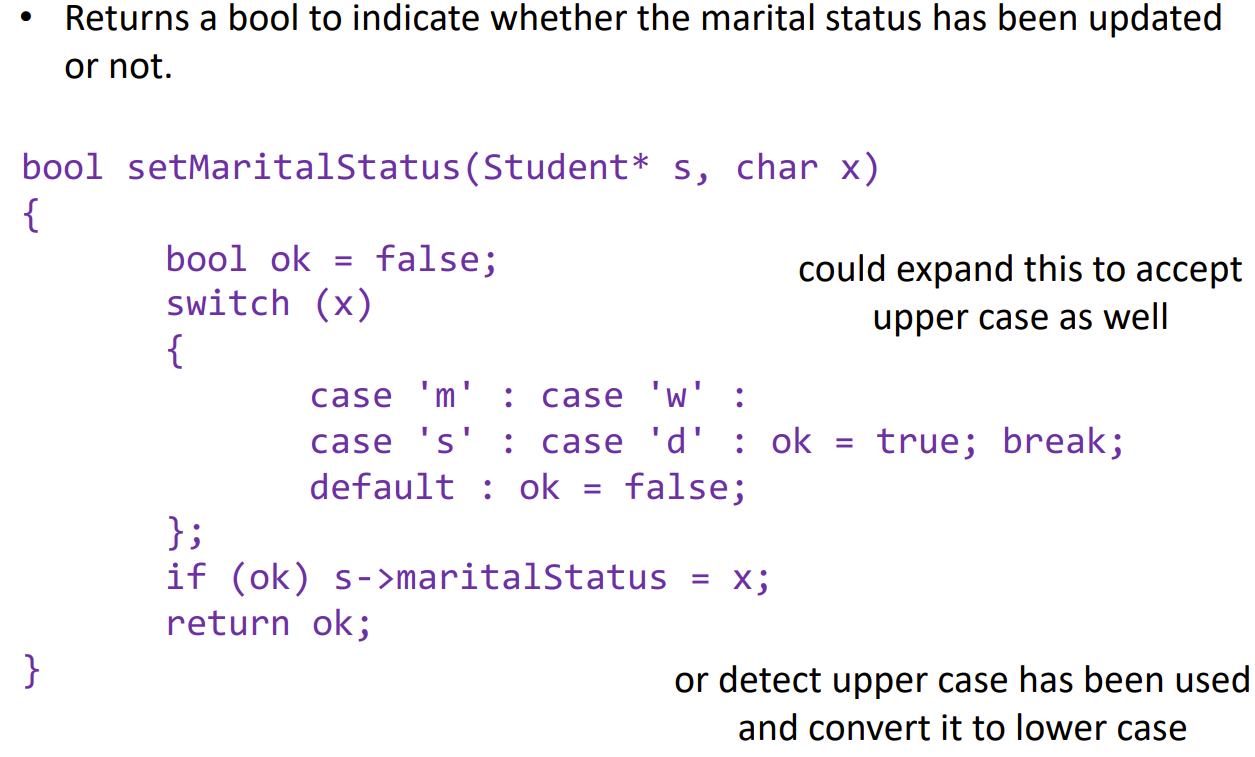 • Returns a bool to indicate whether the marital status has been updated
or not.
bool setMaritalStatus(Student* s, char x)
{
bool ok = false;
could expand this to accept
upper case as well
switch (x)
{
case 'm' : case 'w' :
case 's' : case 'd' : ok = true; break;
default : ok = false;
};
if (ok) s->maritalStatus = x;
return ok;
}
or detect upper case has been used
and convert it to lower case